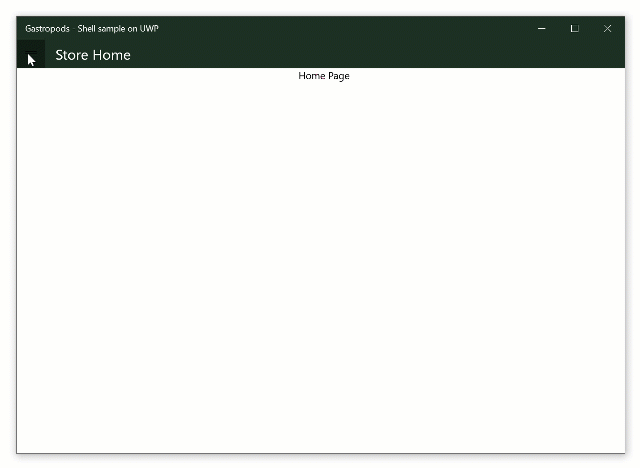 Gastropods - Shell sample on UWP
Store Home
Home Page